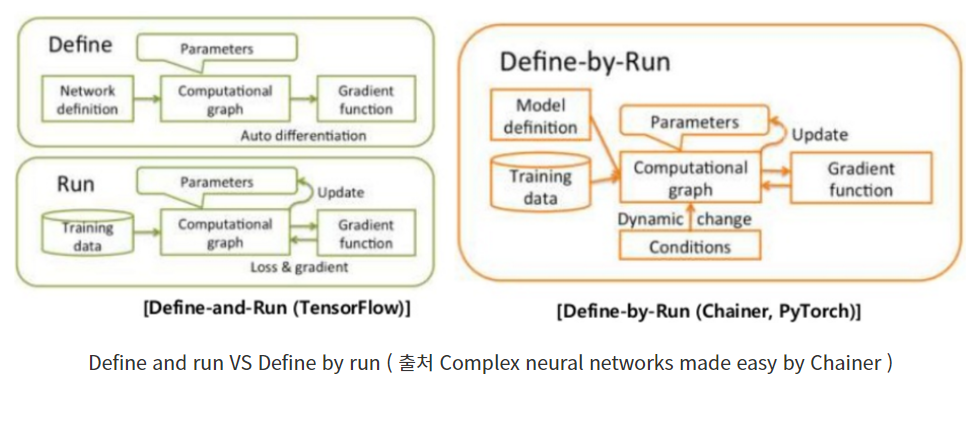 Define
Parameters
Network
definition
Computational
graph
Gradient
function
Auto differentiation
Run
Parameters
Update
Training
data
Computational
graph
Gradient
function
Loss & gradient
[Define-and-Run (TensorFlow)]
Define-by-Run
Model
definition
Parameters
Update
Training
data
Computational
graph
Gradient
function
Dynamic change
Conditions
[Define-by-Run (Chainer, PyTorch)]
Define and run VS Define by run ( 출처 Complex neural networks made easy by Chainer )